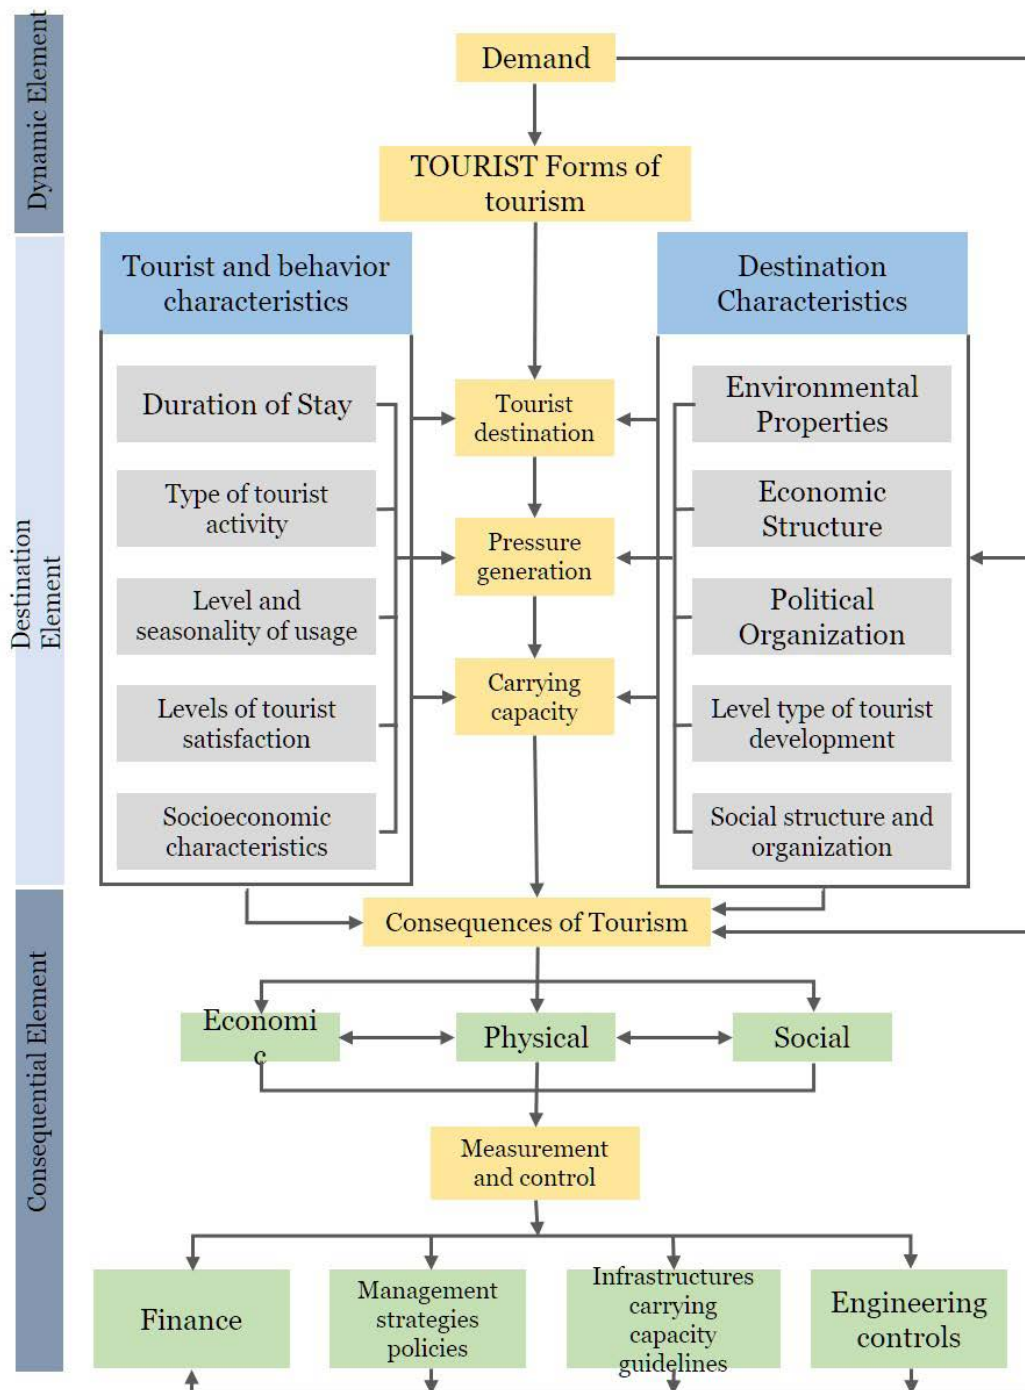 Dynamic Element
Demand
TOURIST Forms of
tourism
Destination
Element
Tourist and behavior
characteristics
Destination
Characteristics
Duration of Stay
Tourist
destination
Environmental
Properties
Type of tourist
activity
Pressure
generation
Economic
Structure
Level and
seasonality of usage
Political
Organization
Levels of tourist
satisfaction
Carrying
capacity
Level type of tourist
development
Socioeconomic
characteristics
Social structure and
organization
Consequential Element
Consequences of Tourism
Economi
c
Physical
Social
Measurement
and control
Finance
Management
strategies
policies
Infrastructures
carrying
capacity
guidelines
Engineering
controls